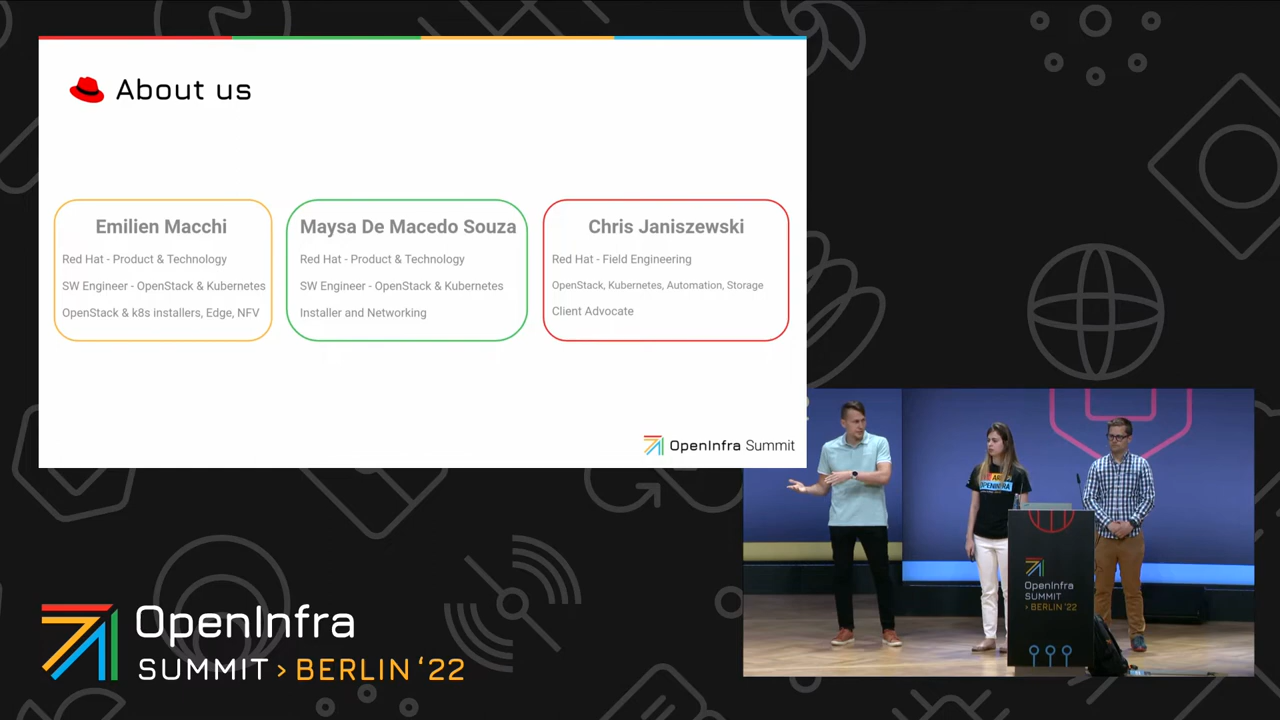 About us
Emilien Macchi
Red Hat - Product & Technology
SW Engineer - OpenStack & Kubernetes
OpenStack & k8s installers, Edge, NFV
Maysa De Macedo Souza
Red Hat - Product & Technology
SW Engineer - OpenStack & Kubernetes
Installer and Networking
Chris Janiszewski
Red Hat - Field Engineering
OpenStack, Kubernetes, Automation, Storage
Client Advocate
OpenInfra Summit
OPENINFRA
OpenInfra
SUMMIT
› BERLIN '22
OpenInfra
SUMMIT › BERLIN ‘22